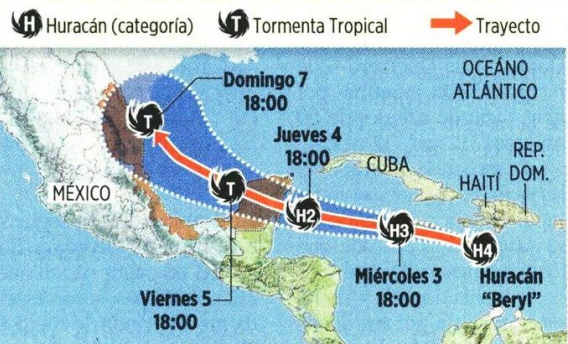 H Huracán (categoría) T Tormenta Tropical Trayecto
OCEÁNO
ATLÁNTICO
Domingo 7
18:00
T
Jueves 4
18:00
CUBA
REP.
DOM.
HAITÍ
MÉXICO
T
H2
H3
H4
Miércoles 3
18:00
Huracán
"Beryl"
Viernes 5
18:00